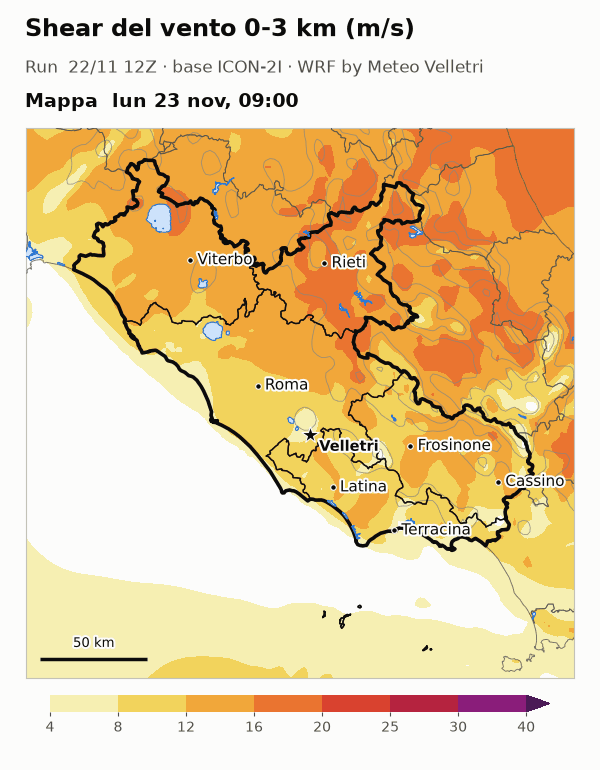 Shear del vento 0-3 km (m/s)
Run 22/11 12Z · base ICON-2I · WRF by Meteo Velletri
Mappa lun 23 nov, 09:00
Viterbo
Rieti
Roma
Velletri
Frosinone
Latina
Cassino
Terracina
50 km
4 8 12 16 20 25 30 40